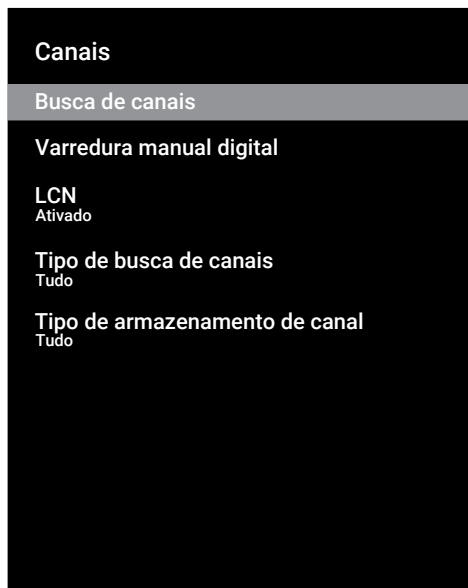 Canais
Busca de canais
Varredura manual digital
LCN
Ativado
Tipo de busca de canais
Tudo
Tipo de armazenamento de canal
Tudo